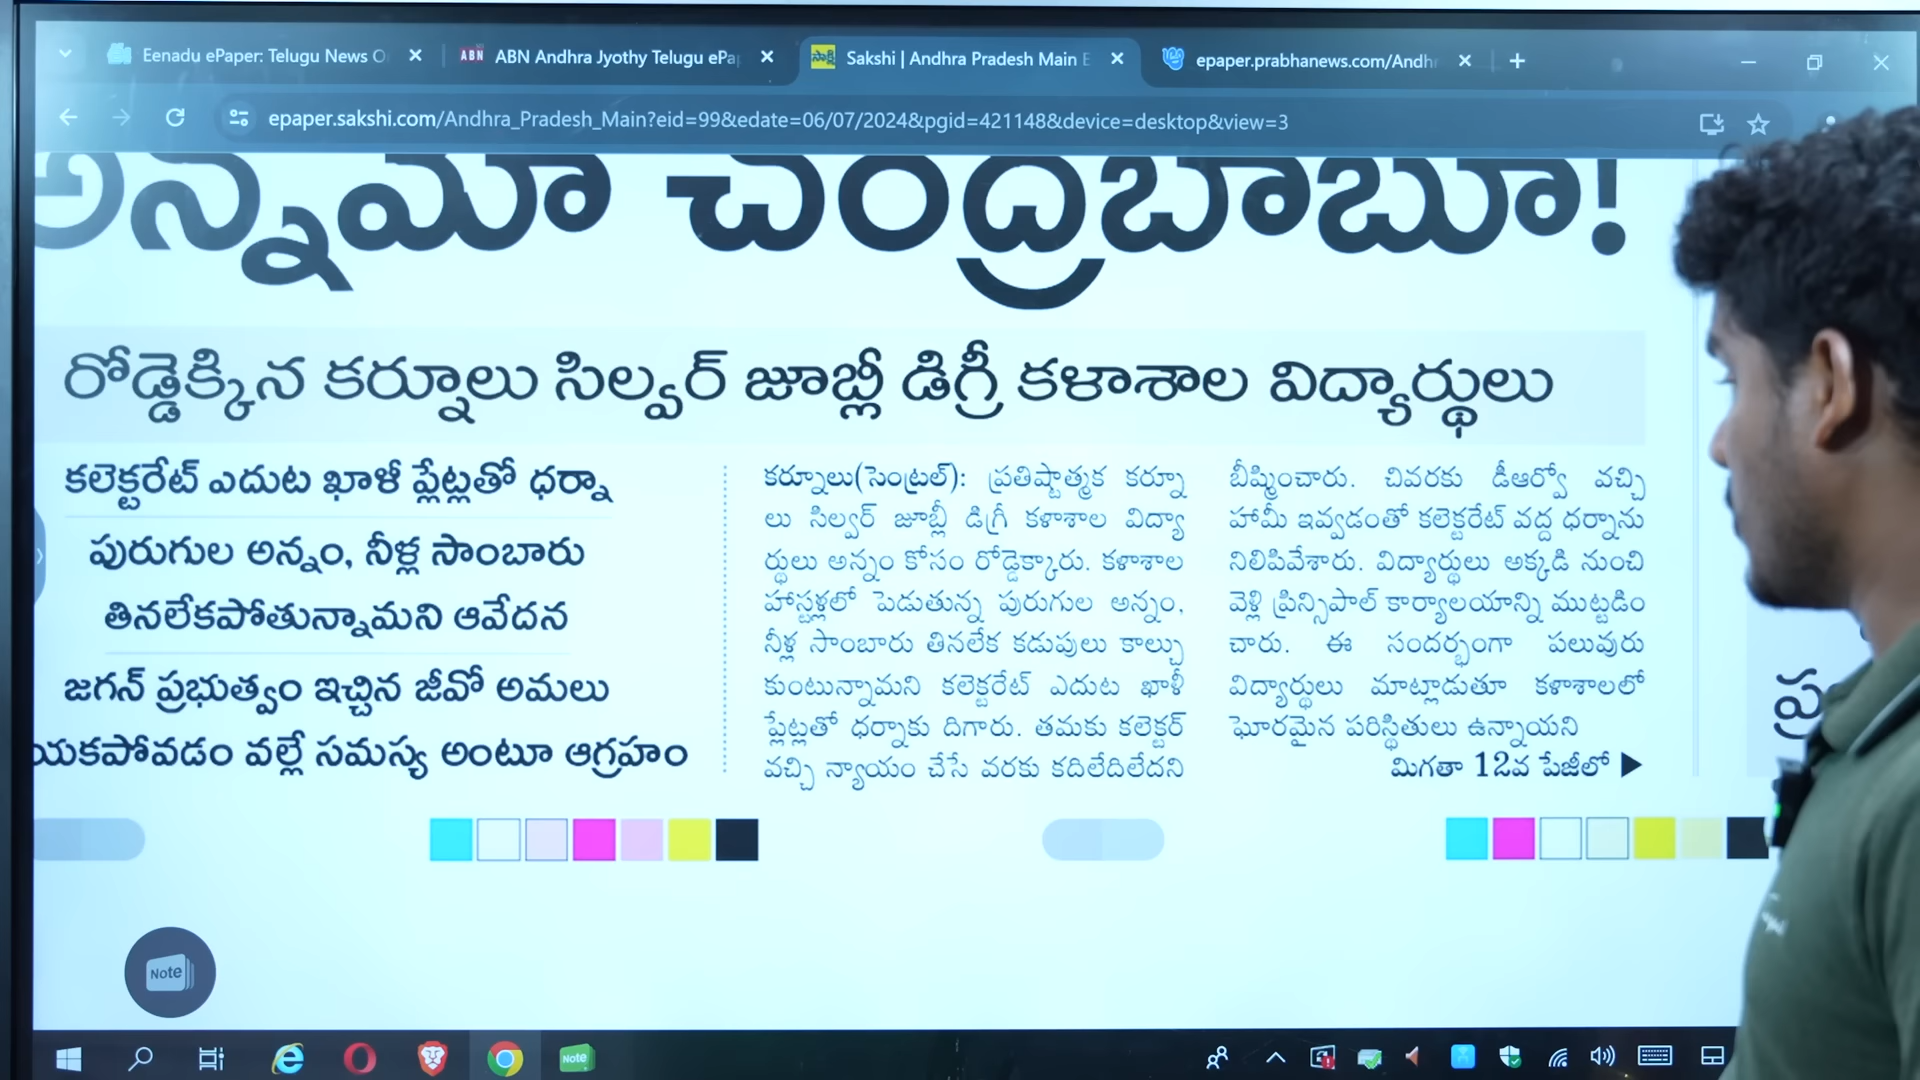 Eenadu ePaper: Telugu News O
ABN
ABN Andhra Jyothy Telugu ePa
సాక్షి
Sakshi | Andhra Pradesh Main E
epaper.prabhanews.com/Andhr
epaper.sakshi.com/Andhra_Pradesh_Main?eid=99&edate=06/07/2024&pgid=421148&device=desktop&view=3
అన్నమో చంద్రబాబూ!
రోడ్డెక్కిన కర్నూలు సిల్వర్ జూబ్లీ డిగ్రీ కళాశాల విద్యార్థులు
కలెక్టరేట్ ఎదుట ఖాళీ ప్లేట్లతో ధర్నా
పురుగుల అన్నం, నీళ్ల సాంబారు
తినలేకపోతున్నామని ఆవేదన
జగన్ ప్రభుత్వం ఇచ్చిన జీవో అమలు
యకపోవడం వల్లే సమస్య అంటూ ఆగ్రహం
కర్నూలు(సెంట్రల్): ప్రతిష్టాత్మక కర్నూ
లు సిల్వర్ జూబ్లీ డిగ్రీ కళాశాల విద్యా
ర్థులు అన్నం కోసం రోడ్డెక్కారు. కళాశాల
హాస్టళ్లలో పెడుతున్న పురుగుల అన్నం,
నీళ్ల సాంబారు తినలేక కడుపులు కాల్చు
కుంటున్నామని కలెక్టరేట్ ఎదుట ఖాళీ
ప్లేట్లతో ధర్నాకు దిగారు. తమకు కలెక్టర్
వచ్చి న్యాయం చేసే వరకు కదిలేదిలేదని
బీష్మించారు. చివరకు డీఆర్వో వచ్చి
హామీ ఇవ్వడంతో కలెక్టరేట్ వద్ద ధర్నాను
నిలిపివేశారు. విద్యార్థులు అక్కడి నుంచి
వెళ్లి ప్రిన్సిపాల్ కార్యాలయాన్ని ముట్టడిం
చారు. ఈ సందర్భంగా పలువురు
విద్యార్థులు మాట్లాడుతూ కళాశాలలో
ఘోరమైన పరిస్థితులు ఉన్నాయని
మిగతా 12వ పేజీలో ▶
ప్ర
Note
Note